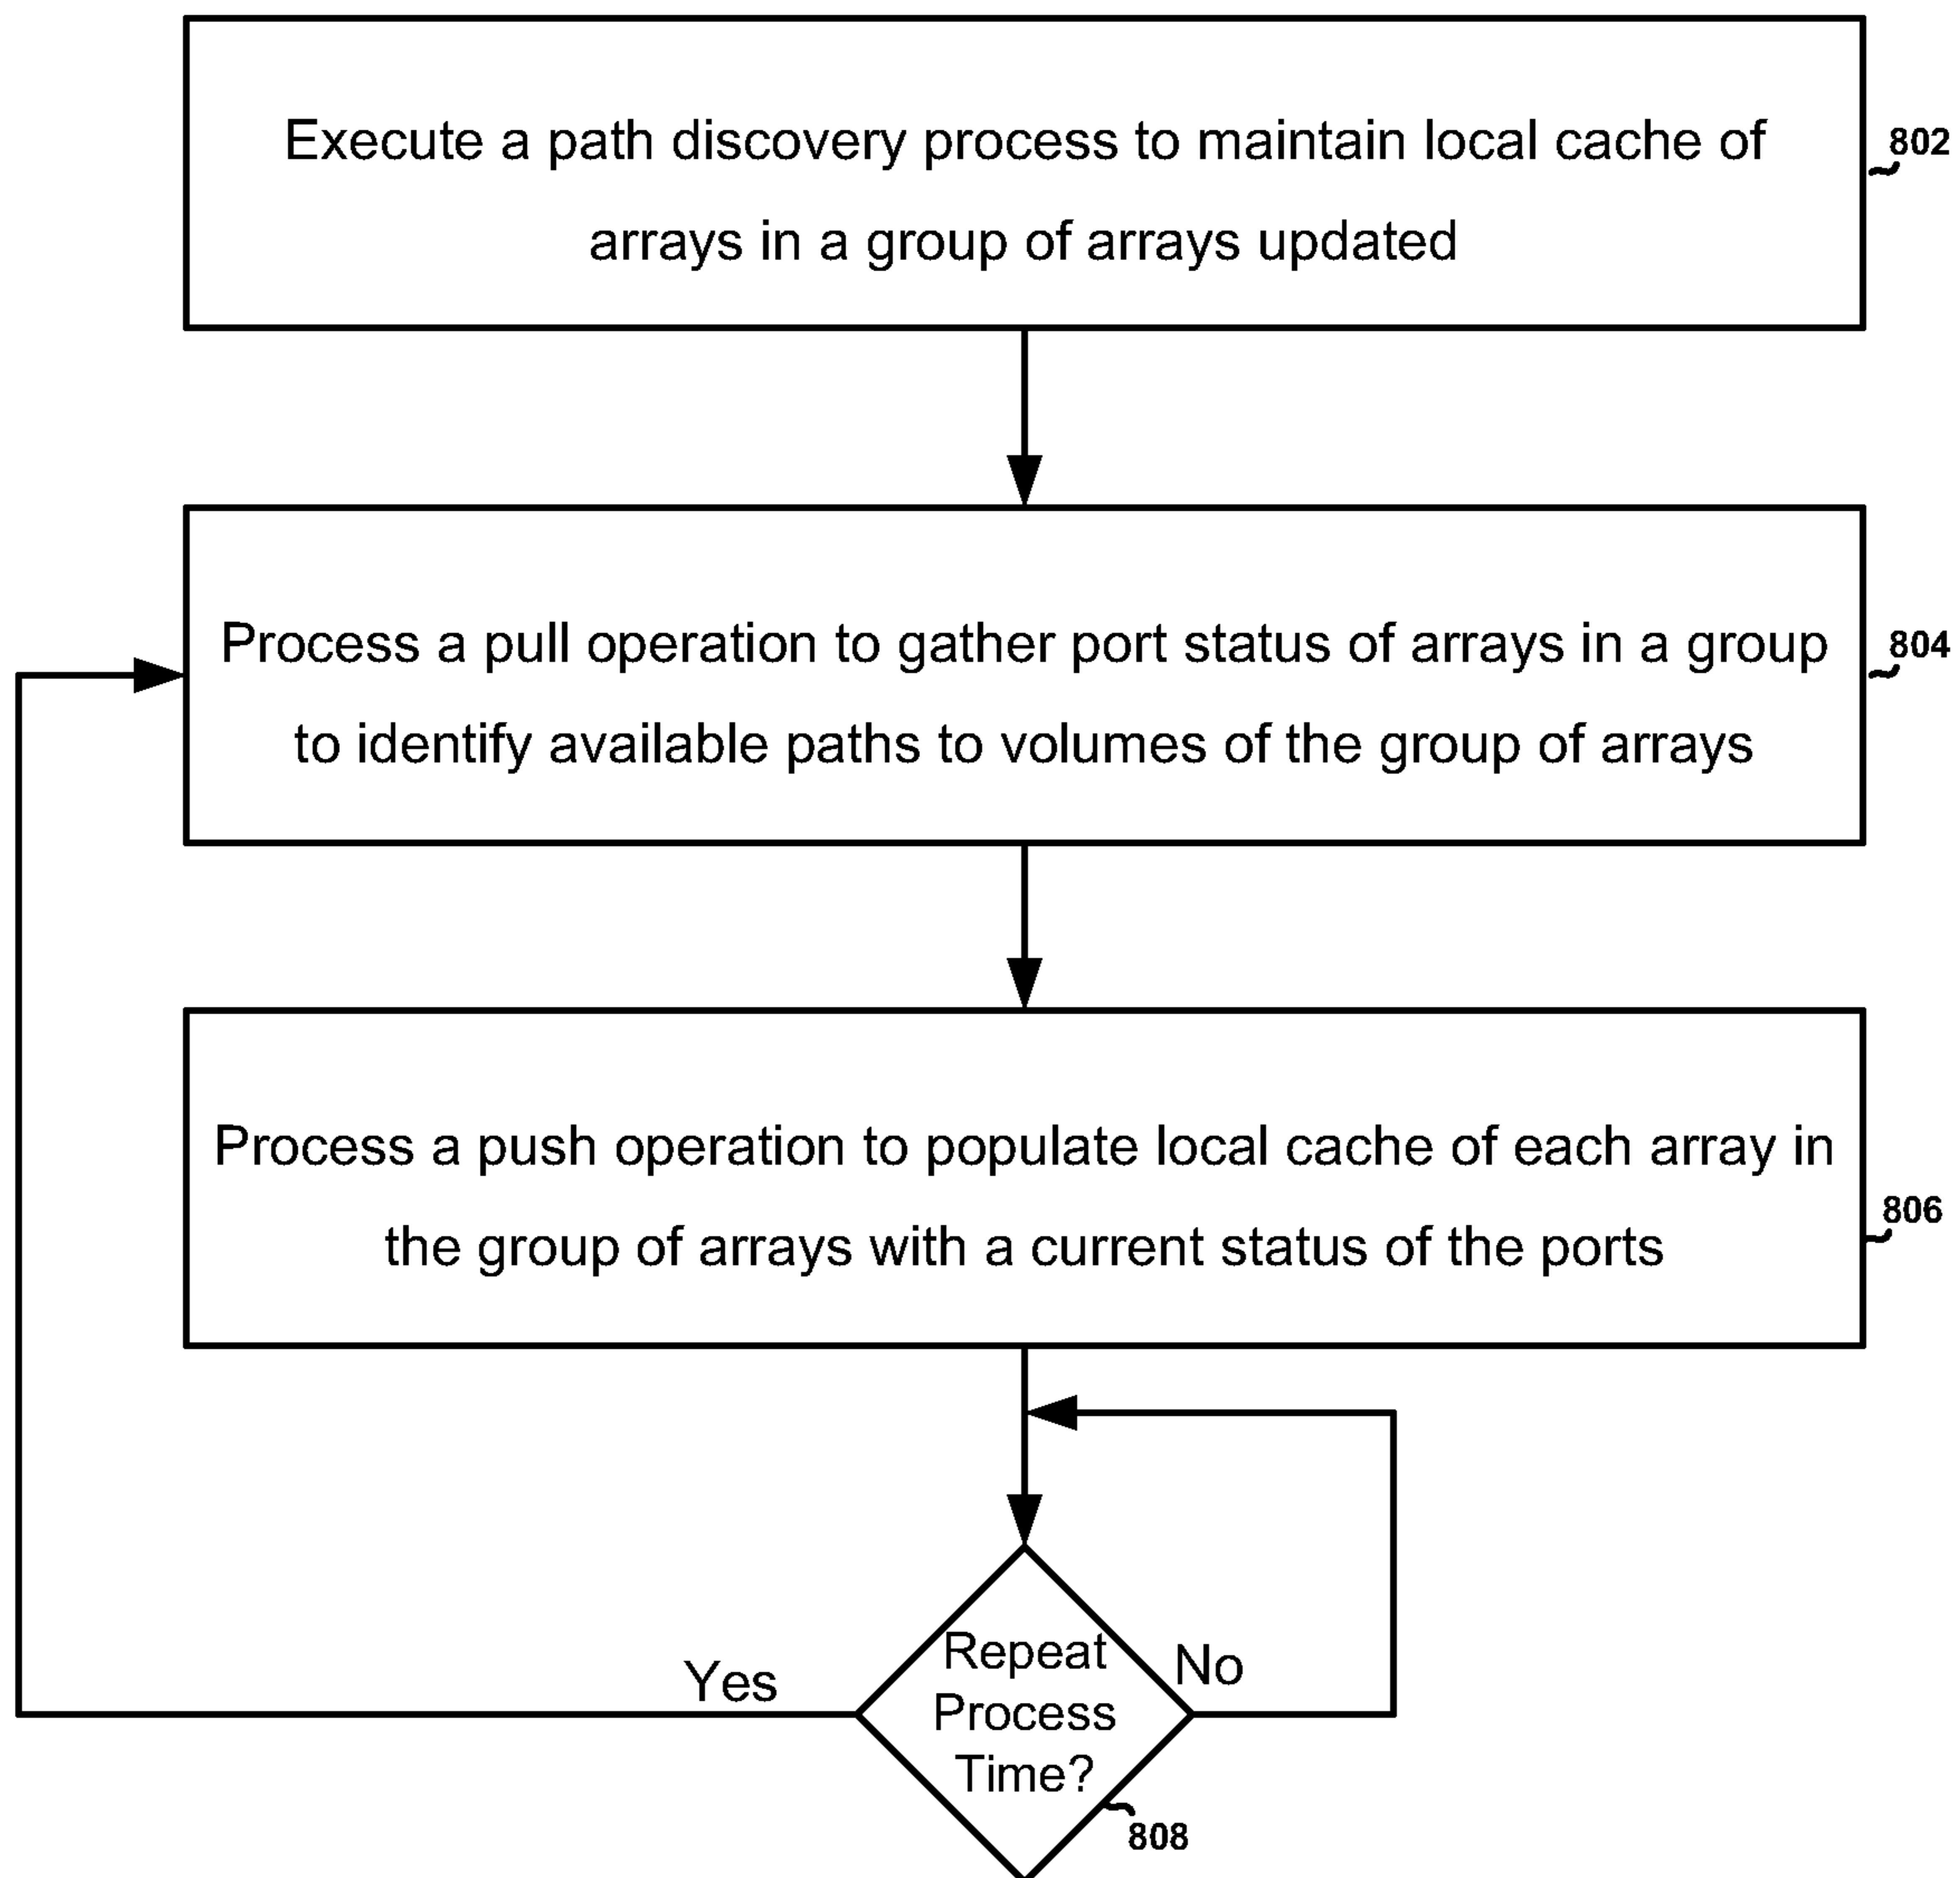 Execute a path discovery process to maintain local cache of
arrays in a group of arrays updated
802
Process a pull operation to gather port status of arrays in a group
to identify available paths to volumes of the group of arrays
804
Process a push operation to populate local cache of each array in
the group of arrays with a current status of the ports
806
Yes
Repeat
Process
Time?
No
808